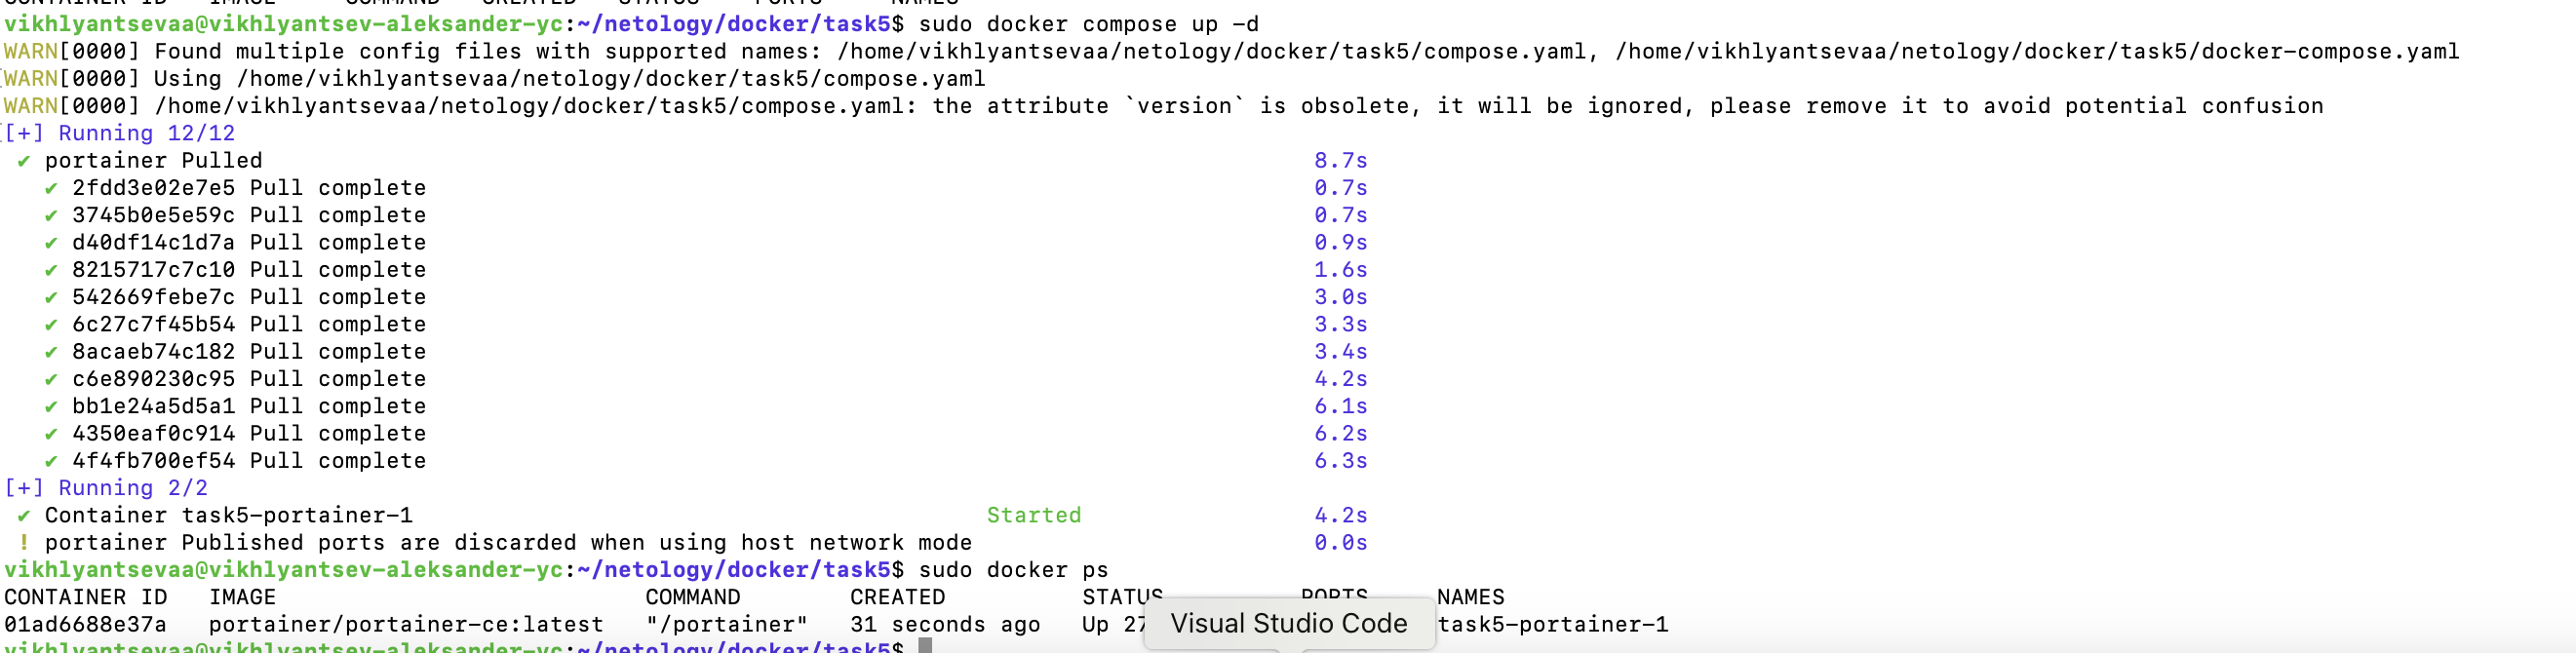 CONTAINER ID   IMAGE     COMMAND   CREATED   STATUS    PORTS     NAMES
vikhlyantsevaa@vikhlyantsev-aleksander-yc:~/netology/docker/task5$ sudo docker compose up -d
WARN[0000] Found multiple config files with supported names: /home/vikhlyantsevaa/netology/docker/task5/compose.yaml, /home/vikhlyantsevaa/netology/docker/task5/docker-compose.yaml
WARN[0000] Using /home/vikhlyantsevaa/netology/docker/task5/compose.yaml
WARN[0000] /home/vikhlyantsevaa/netology/docker/task5/compose.yaml: the attribute `version` is obsolete, it will be ignored, please remove it to avoid potential confusion
[+] Running 12/12
✔ portainer Pulled 8.7s
✔ 2fdd3e02e7e5 Pull complete 0.7s
✔ 3745b0e5e59c Pull complete 0.7s
✔ d40df14c1d7a Pull complete 0.9s
✔ 8215717c7c10 Pull complete 1.6s
✔ 542669febe7c Pull complete 3.0s
✔ 6c27c7f45b54 Pull complete 3.3s
✔ 8acaeb74c182 Pull complete 3.4s
✔ c6e890230c95 Pull complete 4.2s
✔ bb1e24a5d5a1 Pull complete 6.1s
✔ 4350eaf0c914 Pull complete 6.2s
✔ 4f4fb700ef54 Pull complete 6.3s
[+] Running 2/2
✔ Container task5-portainer-1 Started 4.2s
! portainer Published ports are discarded when using host network mode 0.0s
vikhlyantsevaa@vikhlyantsev-aleksander-yc:~/netology/docker/task5$ sudo docker ps
CONTAINER ID   IMAGE   COMMAND   CREATED   STATUS   PORTS   NAMES
01ad6688e37a   portainer/portainer-ce:latest   "/portainer"   31 seconds ago   Up 27   task5-portainer-1
Visual Studio Code
vikhlyantsevaa@vikhlyantsev-aleksander-yc:~/netology/docker/task5$